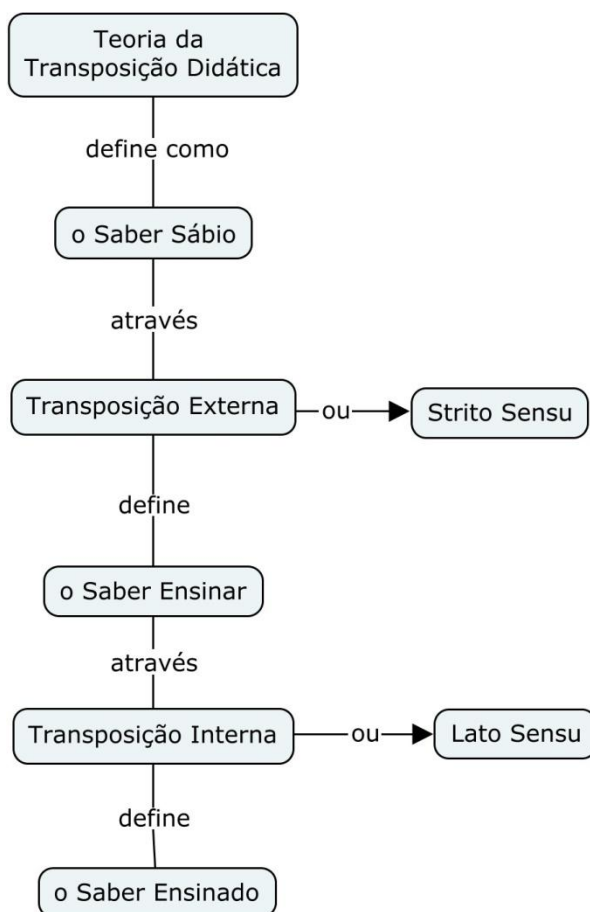 Teoria da
Transposição Didática
define como
o Saber Sábio
através
Transposição Externa
ou
Strito Sensu
define
o Saber Ensinar
através
Transposição Interna
ou
Lato Sensu
define
o Saber Ensinado